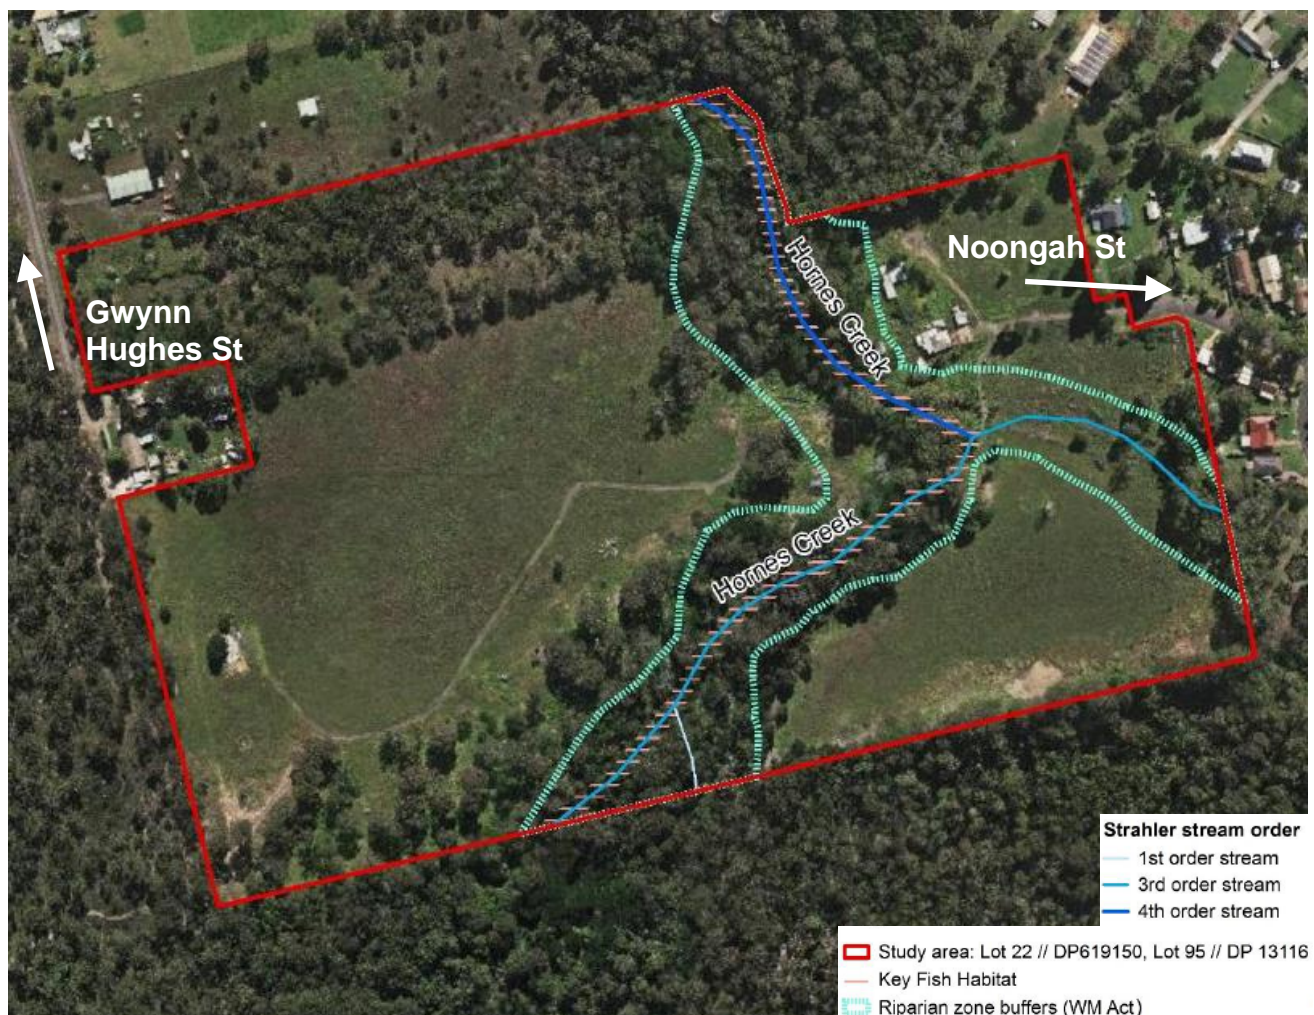 Noongah St
Hornes Creek
Gwynn
Hughes St
Hornes Creek
Strahler stream order
1st order stream
3rd order stream
4th order stream
Study area: Lot 22 // DP619150, Lot 95 // DP 13116
Key Fish Habitat
Riparian zone buffers (WM Act)